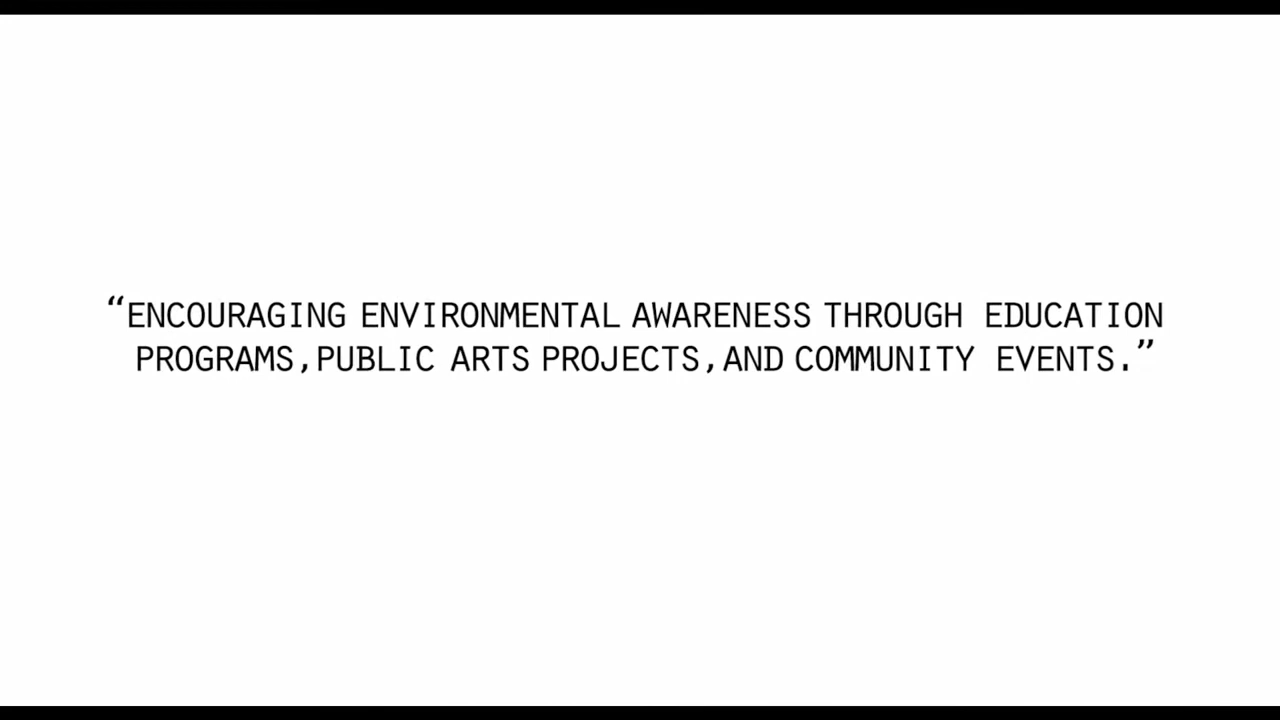 “ENCOURAGING ENVIRONMENTAL AWARENESS THROUGH EDUCATION
PROGRAMS,PUBLIC ARTS PROJECTS,AND COMMUNITY EVENTS.”